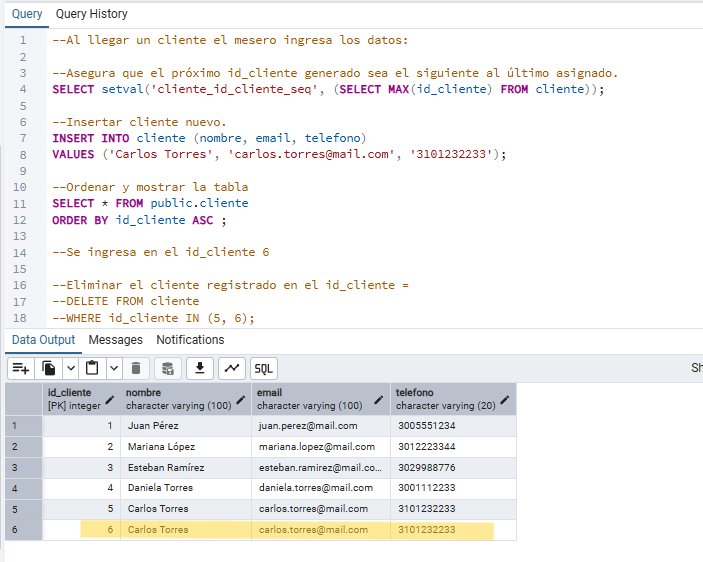 Query Query History
1 --Al llegar un cliente el mesero ingresa los datos:
2
3 --Asegura que el próximo id_cliente generado sea el siguiente al último asignado.
4 SELECT setval('cliente_id_cliente_seq', (SELECT MAX(id_cliente) FROM cliente));
5
6 --Insertar cliente nuevo.
7 INSERT INTO cliente (nombre, email, telefono)
8 VALUES ('Carlos Torres', 'carlos.torres@mail.com', '3101232233');
9
10 --Ordenar y mostrar la tabla
11 SELECT * FROM public.cliente
12 ORDER BY id_cliente ASC ;
13
14 --Se ingresa en el id_cliente 6
15
16 --Eliminar el cliente registrado en el id_cliente =
17 --DELETE FROM cliente
18 --WHERE id_cliente IN (5, 6);
Data Output Messages Notifications
SQL Sh
id_cliente nombre email telefono
[PK] integer character varying (100) character varying (100) character varying (20)
1 1 Juan Pérez juan.perez@mail.com 3005551234
2 2 Mariana López mariana.lopez@mail.com 3012223344
3 3 Esteban Ramírez esteban.ramirez@mail.co... 3029988776
4 4 Daniela Torres daniela.torres@mail.com 3001112233
5 5 Carlos Torres carlos.torres@mail.com 3101232233
6 6 Carlos Torres carlos.torres@mail.com 3101232233